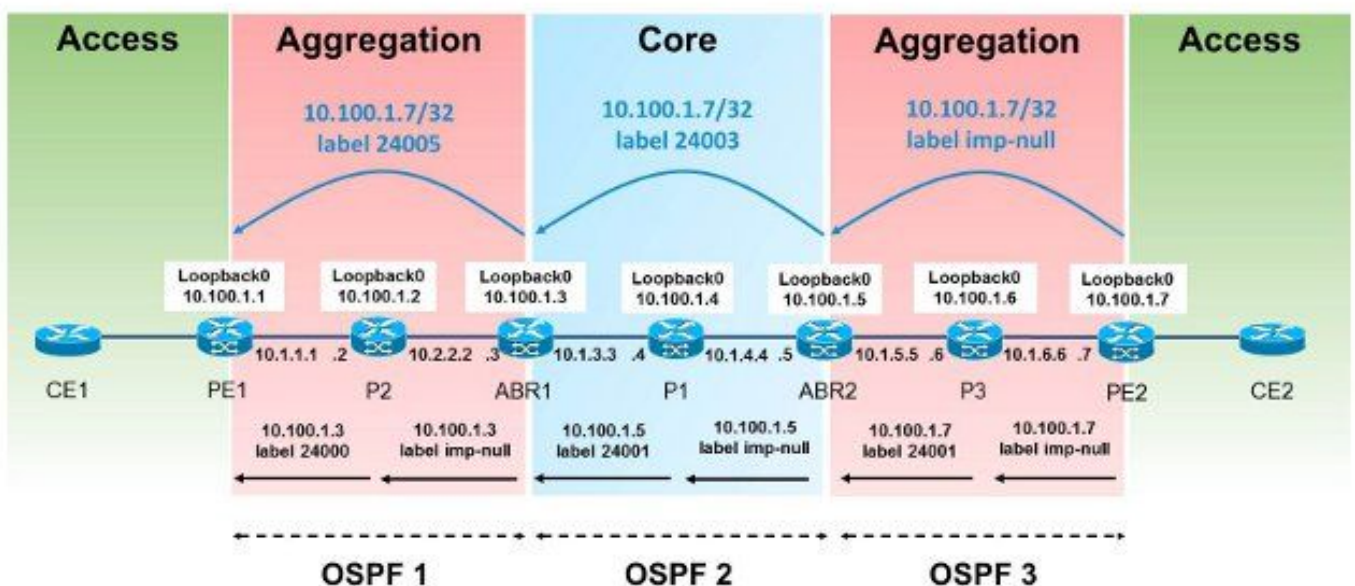 Access
Aggregation
Core
Aggregation
Access
10.100.1.7/32
label 24005
10.100.1.7/32
label 24003
10.100.1.7/32
label imp-null
Loopback0
10.100.1.1
Loopback0
10.100.1.2
Loopback0
10.100.1.3
Loopback0
10.100.1.4
Loopback0
10.100.1.5
Loopback0
10.100.1.6
Loopback0
10.100.1.7
10.1.1.1 .2
10.2.2.2 .3
10.1.3.3 .4
10.1.4.4 .5
10.1.5.5 .6
10.1.6.6 .7
CE1
PE1
P2
ABR1
P1
ABR2
P3
PE2
CE2
10.100.1.3
label 24000
10.100.1.3
label imp-null
10.100.1.5
label 24001
10.100.1.5
label imp-null
10.100.1.7
label 24001
10.100.1.7
label imp-null
OSPF 1
OSPF 2
OSPF 3